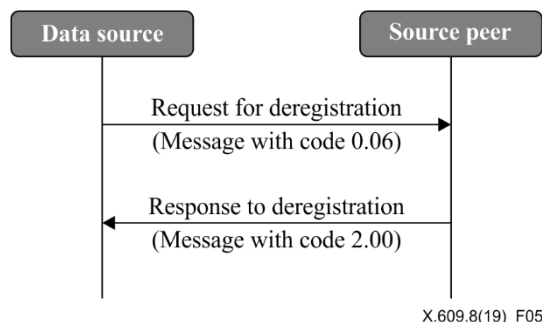 Data source
Source peer
Request for deregistration
(Message with code 0.06)
Response to deregistration
(Message with code 2.00)
X.609.8(19)_F05